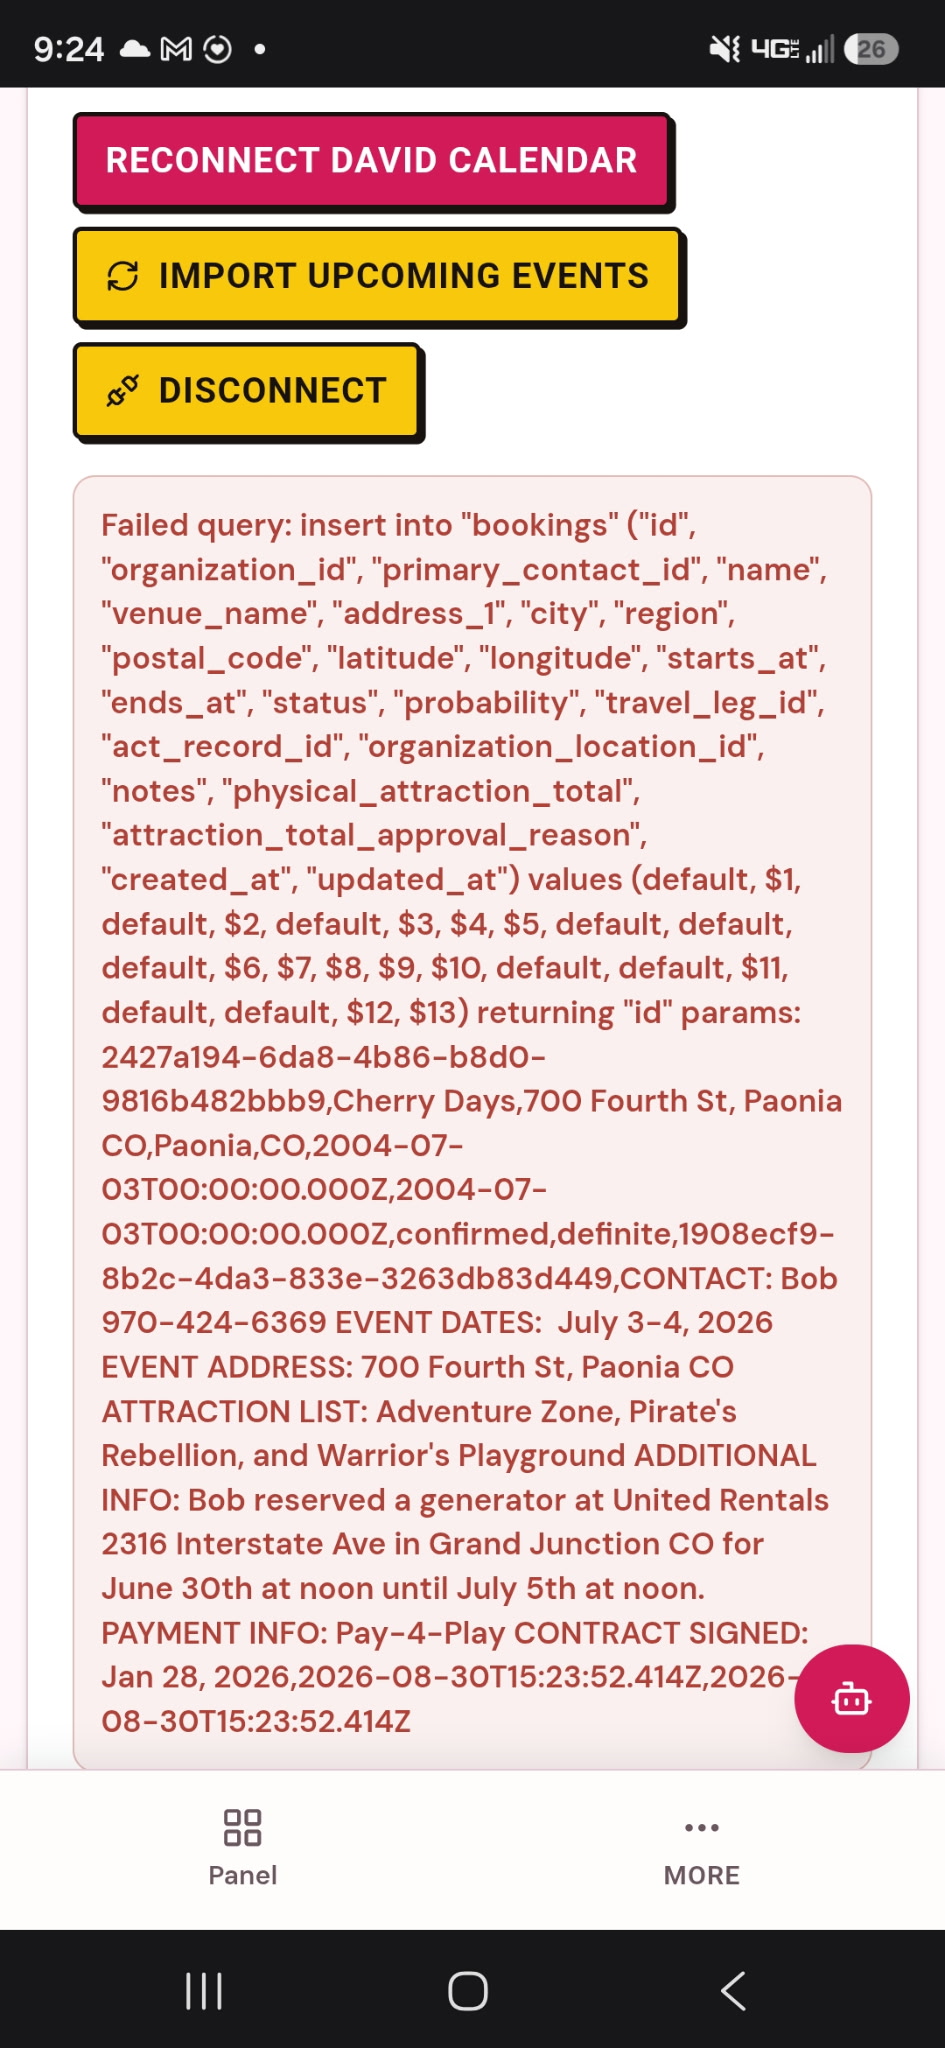 9:24
4G LTE
26
RECONNECT DAVID CALENDAR
IMPORT UPCOMING EVENTS
DISCONNECT
Failed query: insert into "bookings" ("id",
"organization_id", "primary_contact_id", "name",
"venue_name", "address_1", "city", "region",
"postal_code", "latitude", "longitude", "starts_at",
"ends_at", "status", "probability", "travel_leg_id",
"act_record_id", "organization_location_id",
"notes", "physical_attraction_total",
"attraction_total_approval_reason",
"created_at", "updated_at") values (default, $1,
default, $2, default, $3, $4, $5, default, default,
default, $6, $7, $8, $9, $10, default, default, $11,
default, default, $12, $13) returning "id" params:
2427a194-6da8-4b86-b8d0-
9816b482bbb9,Cherry Days,700 Fourth St, Paonia
CO,Paonia,CO,2004-07-
03T00:00:00.000Z,2004-07-
03T00:00:00.000Z,confirmed,definite,1908ecf9-
8b2c-4da3-833e-3263db83d449,CONTACT: Bob
970-424-6369 EVENT DATES:  July 3-4, 2026
EVENT ADDRESS: 700 Fourth St, Paonia CO
ATTRACTION LIST: Adventure Zone, Pirate's
Rebellion, and Warrior's Playground ADDITIONAL
INFO: Bob reserved a generator at United Rentals
2316 Interstate Ave in Grand Junction CO for
June 30th at noon until July 5th at noon.
PAYMENT INFO: Pay-4-Play CONTRACT SIGNED:
Jan 28, 2026,2026-08-30T15:23:52.414Z,2026-
08-30T15:23:52.414Z
Panel
MORE